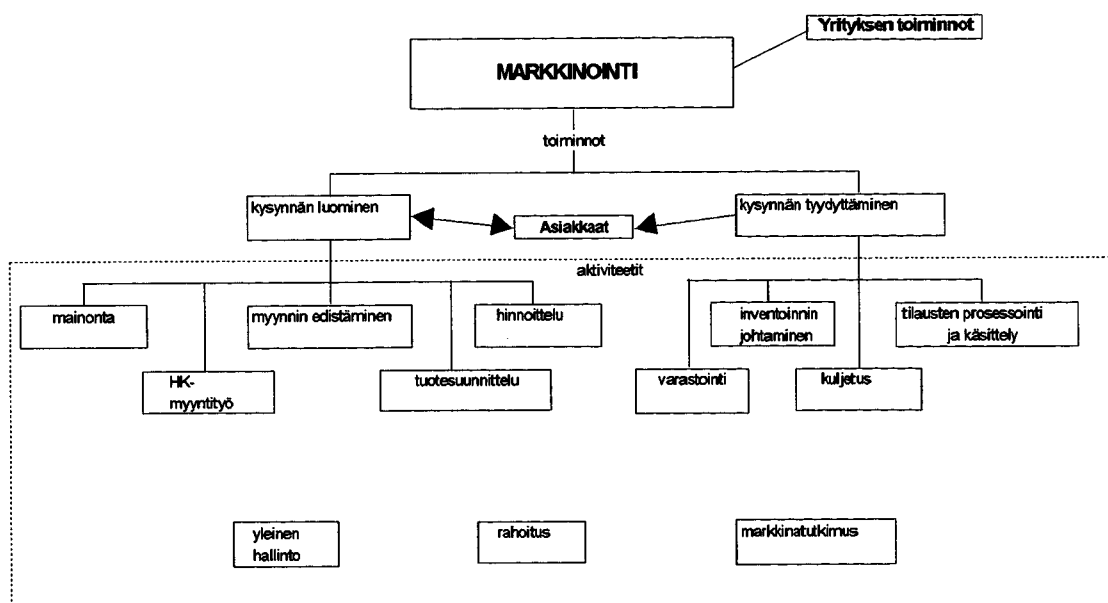 Yrityksen toiminnot
MARKKINOINTI
toiminnot
kysynnän luominen
Asiakkaat
kysynnän tyydyttäminen
aktiviteetit
mainonta
myynnin edistäminen
hinnoittelu
inventoinnin
johtaminen
tilausten prosessointi
ja käsittely
HK-
myyntityö
tuotesuunnittelu
varastointi
kuljetus
yleinen
hallinto
rahoitus
markkinatutkimus